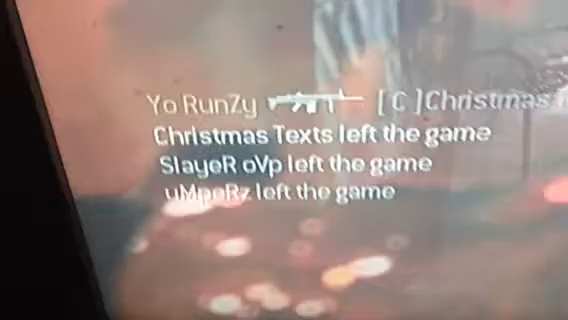 Yo RunZy [ C ]Christmas
Christmas Texts left the game
SlayeR oVp left the game
uMpeRz left the game